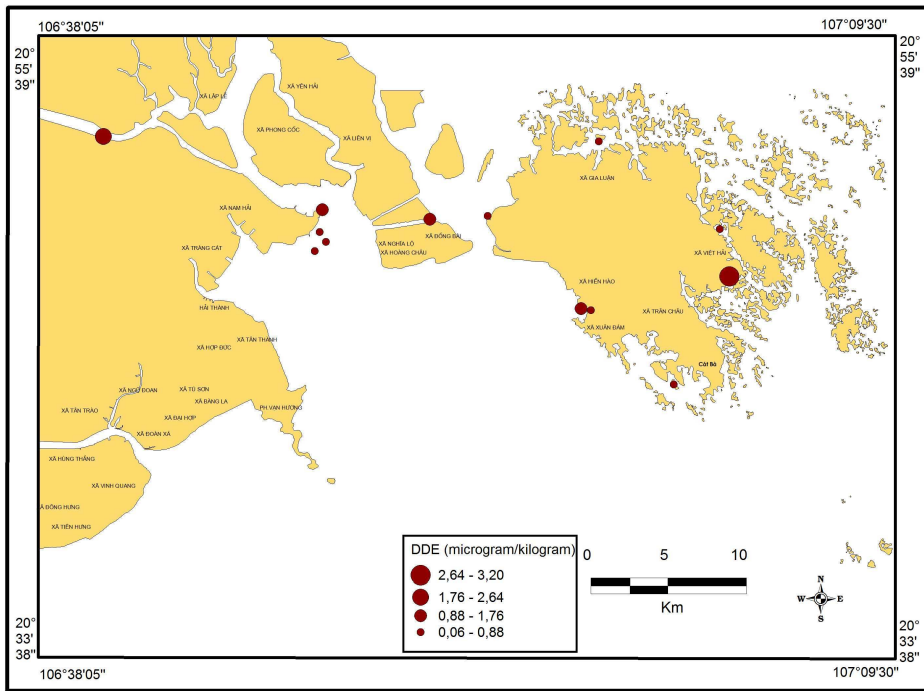 106°38'05"
107°09'30"
20°
55'
39"
20°
55'
39"
XÃ LẬP LỄ
XÃ YÊN HẢI
XÃ PHONG CỐC
XÃ LIÊN VỊ
XÃ GIA LUẬN
XÃ NAM HẢI
XÃ ĐỒNG BÀI
XÃ NGHĨA LỘ
XÃ HOÀNG CHÂU
XÃ TRÀNG CÁT
XÃ VIỆT HẢI
XÃ HIỀN HÀO
HẢI THÀNH
XÃ TRÂN CHÂU
XÃ XUÂN ĐÁM
XÃ TÂN THÀNH
XÃ HỢP ĐỨC
Cát Bà
XÃ NGŨ ĐOAN
XÃ TÚ SƠN
XÃ BÀNG LA
PH.VẠN HƯƠNG
XÃ TÂN TRÀO
XÃ ĐẠI HỢP
XÃ ĐOÀN XÁ
XÃ HÙNG THẮNG
XÃ VINH QUANG
XÃ ĐÔNG HƯNG
XÃ TIÊN HƯNG
DDE (microgram/kilogram)
2,64 - 3,20
1,76 - 2,64
0,88 - 1,76
0,06 - 0,88
0 5 10
Km
N
W E
S
20°
33'
38"
20°
33'
38"
106°38'05"
107°09'30"